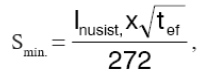 S_min. = I_nusist, x √t_ef / 272 ,